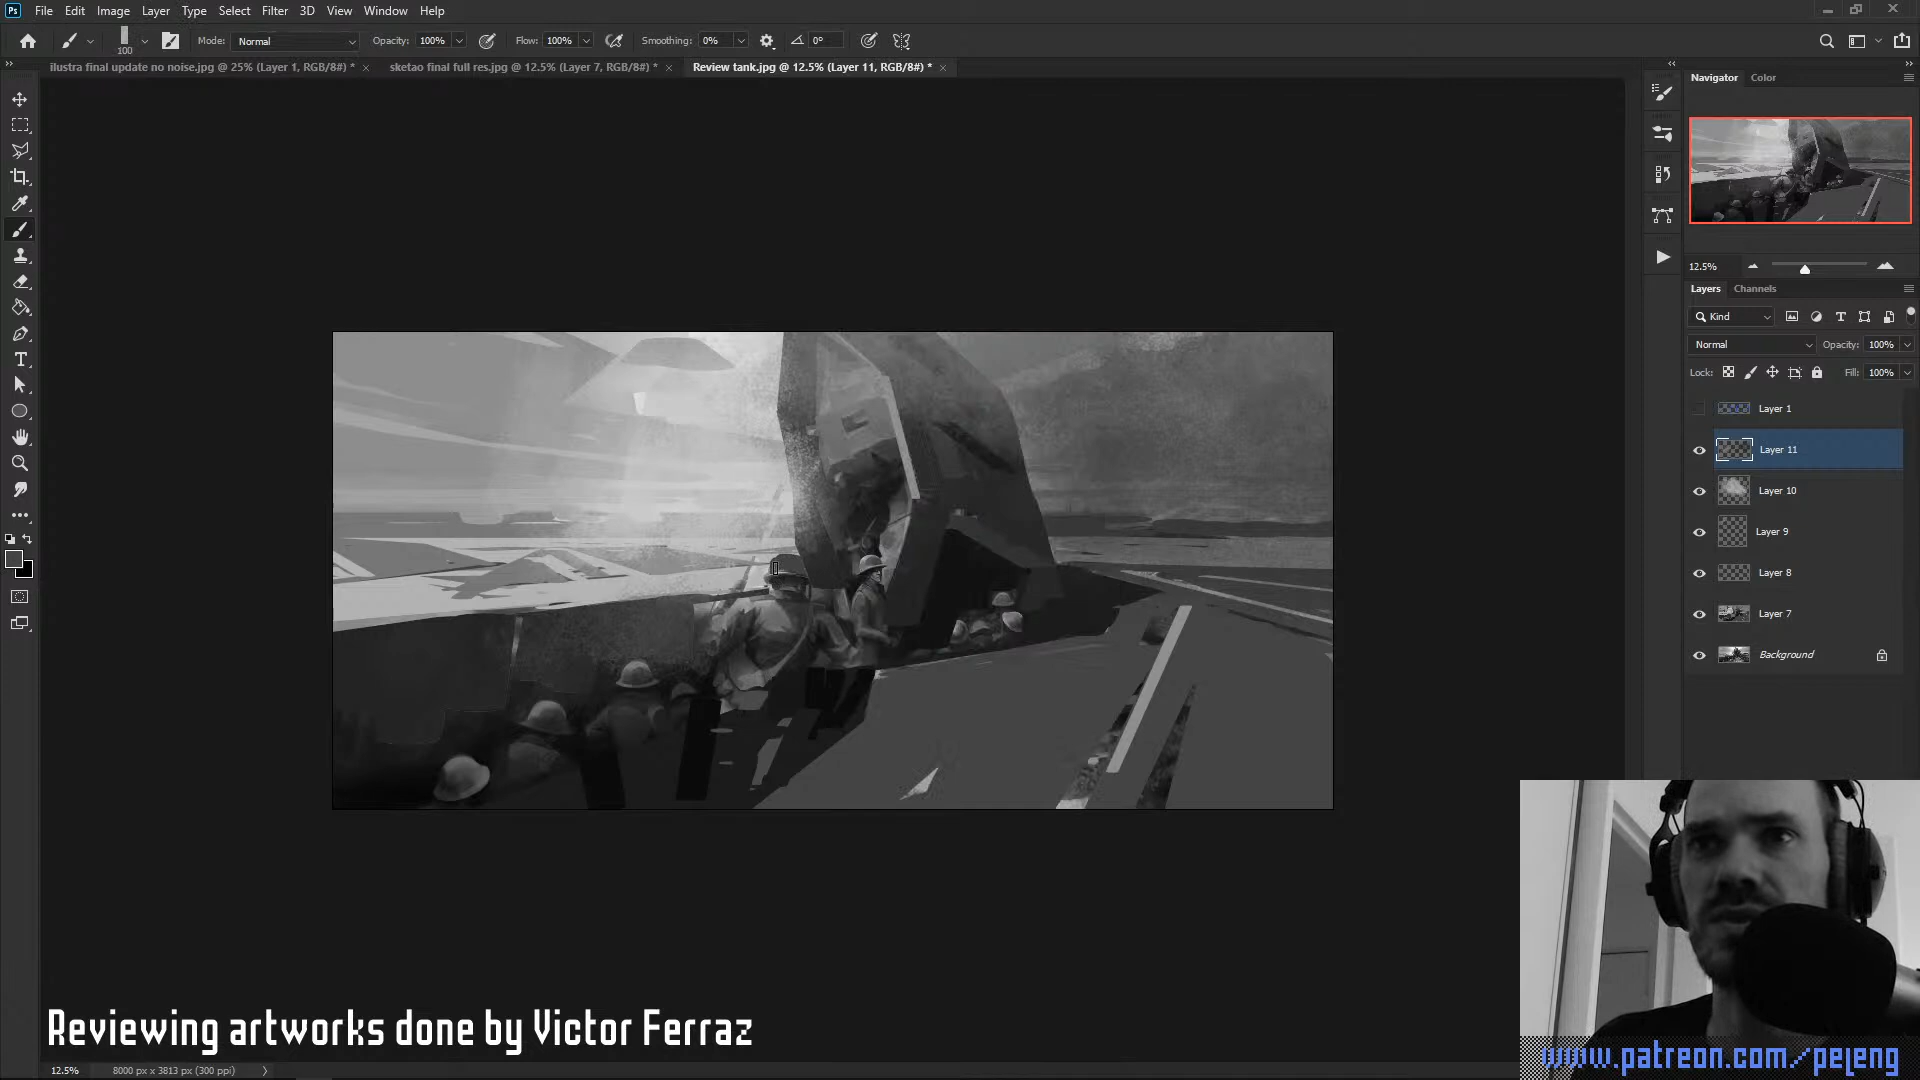 Ps File Edit Image Layer Type Select Filter 3D View Window Help
100 Mode: Normal Opacity: 100% Flow: 100% Smoothing: 0% 0°
ilustra final update no noise.jpg @ 25% (Layer 1, RGB/8#) *
sketao final full res.jpg @ 12.5% (Layer 7, RGB/8#) *
Review tank.jpg @ 12.5% (Layer 11, RGB/8#) *
Navigator Color
12.5%
Layers Channels
Kind
Normal Opacity: 100%
Lock: Fill: 100%
Layer 1
Layer 11
Layer 10
Layer 9
Layer 8
Layer 7
Background
Reviewing artworks done by Victor Ferraz
www.patreon.com/peleng
12.5% 8000 px x 3813 px (300 ppi)